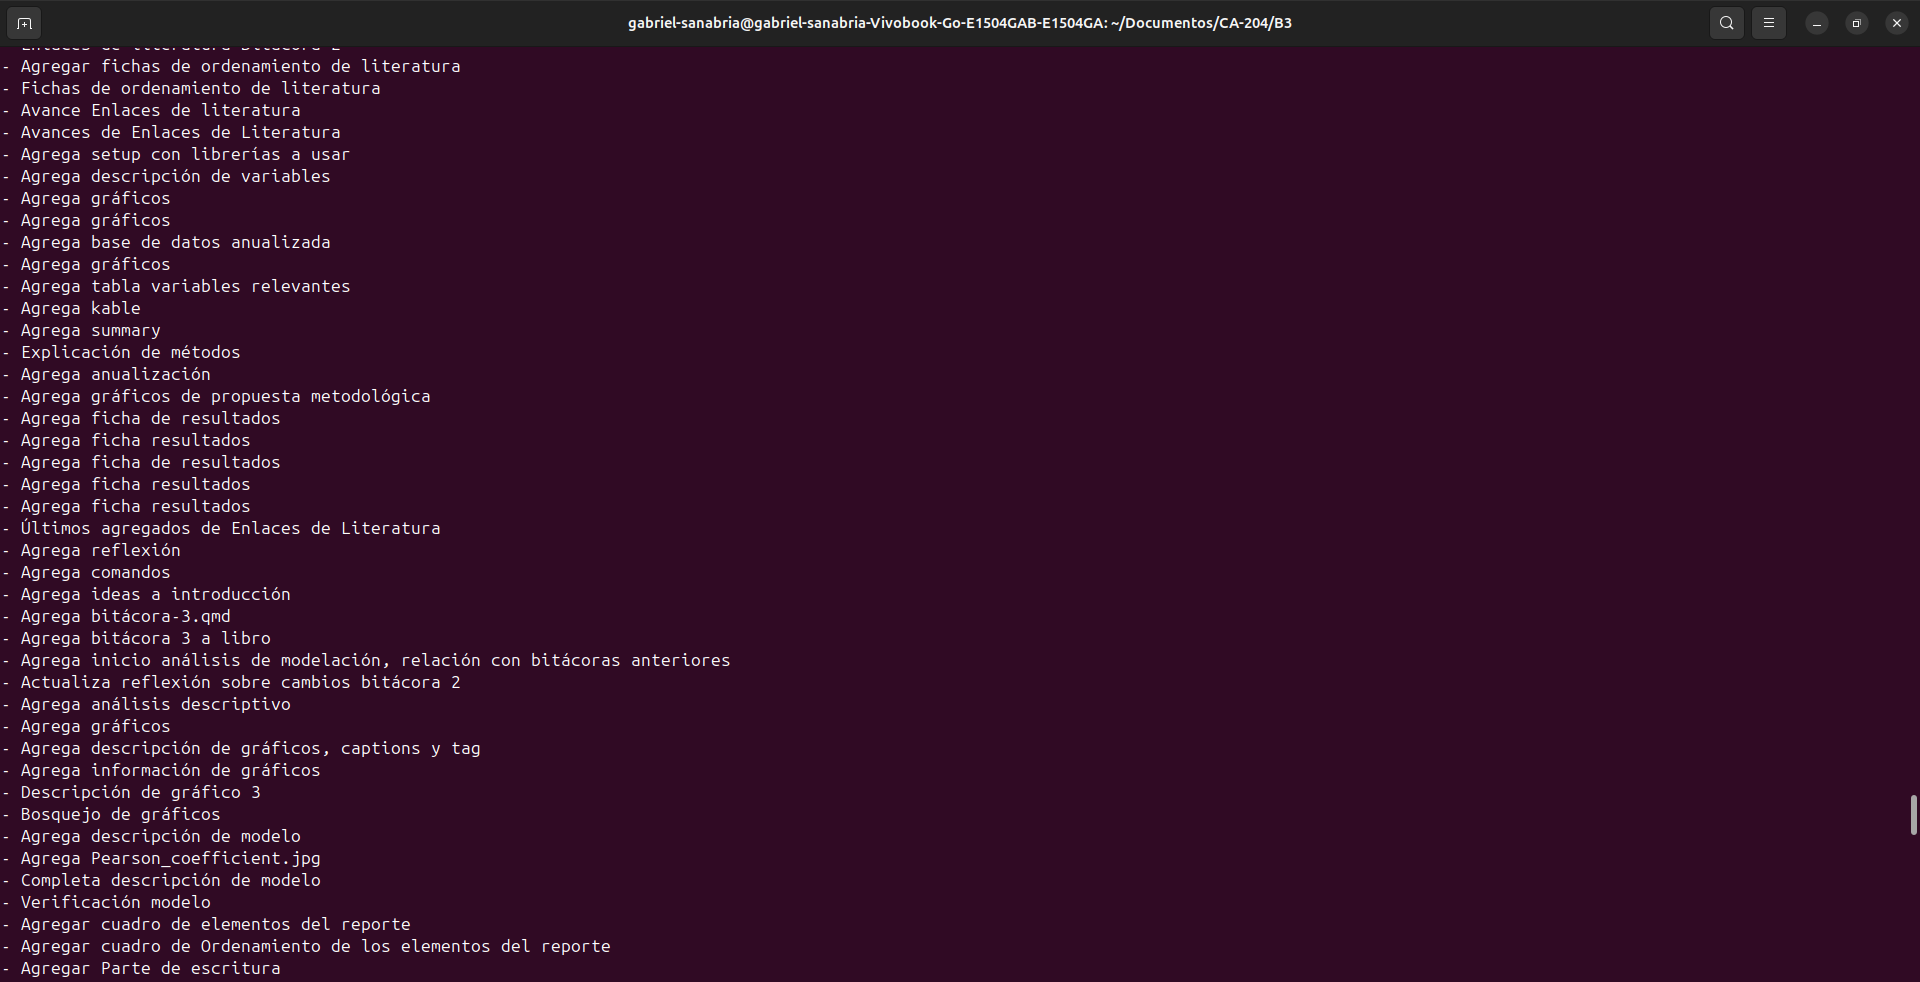 gabriel-sanabria@gabriel-sanabria-Vivobook-Go-E1504GAB-E1504GA: ~/Documentos/CA-204/B3
- Enlaces de literatura Bitácora 2
- Agregar fichas de ordenamiento de literatura
- Fichas de ordenamiento de literatura
- Avance Enlaces de literatura
- Avances de Enlaces de Literatura
- Agrega setup con librerías a usar
- Agrega descripción de variables
- Agrega gráficos
- Agrega gráficos
- Agrega base de datos anualizada
- Agrega gráficos
- Agrega tabla variables relevantes
- Agrega kable
- Agrega summary
- Explicación de métodos
- Agrega anualización
- Agrega gráficos de propuesta metodológica
- Agrega ficha de resultados
- Agrega ficha resultados
- Agrega ficha de resultados
- Agrega ficha resultados
- Agrega ficha resultados
- Últimos agregados de Enlaces de Literatura
- Agrega reflexión
- Agrega comandos
- Agrega ideas a introducción
- Agrega bitácora-3.qmd
- Agrega bitácora 3 a libro
- Agrega inicio análisis de modelación, relación con bitácoras anteriores
- Actualiza reflexión sobre cambios bitácora 2
- Agrega análisis descriptivo
- Agrega gráficos
- Agrega descripción de gráficos, captions y tag
- Agrega información de gráficos
- Descripción de gráfico 3
- Bosquejo de gráficos
- Agrega descripción de modelo
- Agrega Pearson_coefficient.jpg
- Completa descripción de modelo
- Verificación modelo
- Agregar cuadro de elementos del reporte
- Agregar cuadro de Ordenamiento de los elementos del reporte
- Agregar Parte de escritura